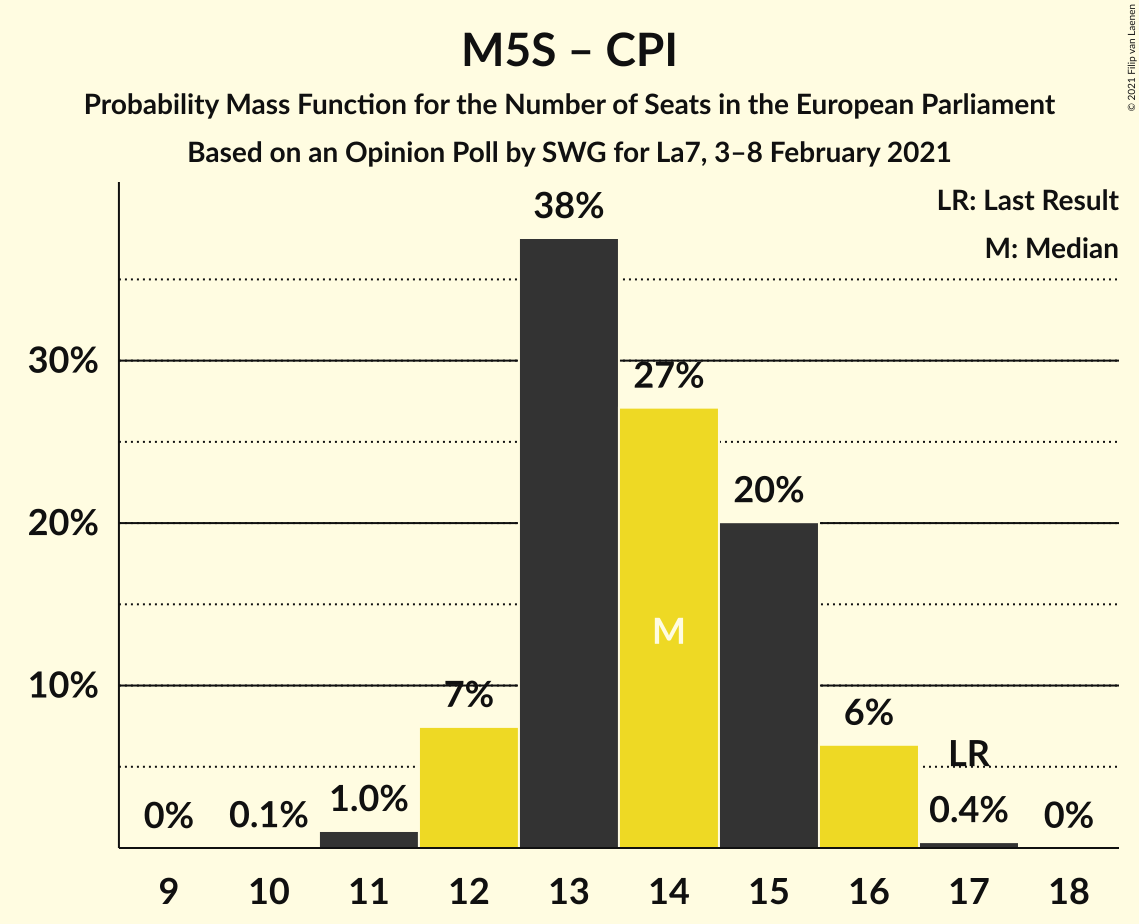 M5S – CPI
Probability Mass Function for the Number of Seats in the European Parliament
Based on an Opinion Poll by SWG for La7, 3–8 February 2021
© 2021 Filip van Laenen
LR: Last Result
M: Median
38%
30%
27%
20%
20%
M
10%
7%
6%
LR
0%
0.1%
1.0%
0.4%
0%
9 10 11 12 13 14 15 16 17 18